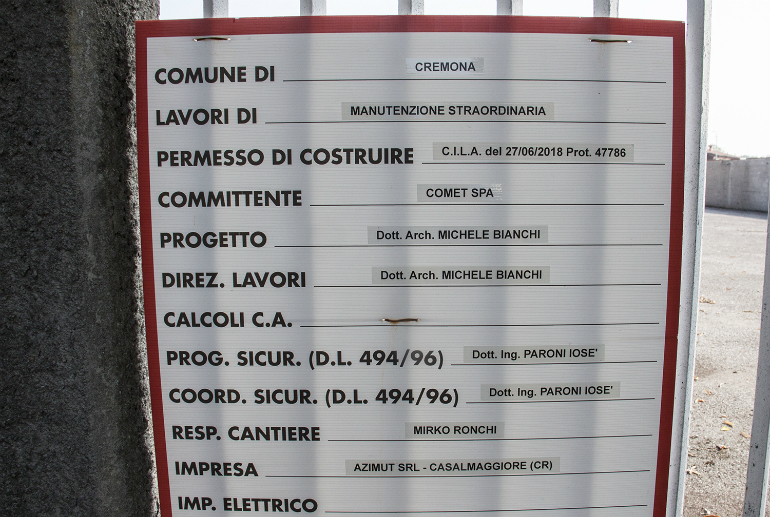 COMUNE DI CREMONA
LAVORI DI MANUTENZIONE STRAORDINARIA
PERMESSO DI COSTRUIRE C.I.L.A. del 27/06/2018 Prot. 47786
COMMITTENTE COMET SPA
PROGETTO Dott. Arch. MICHELE BIANCHI
DIREZ. LAVORI Dott. Arch. MICHELE BIANCHI
CALCOLI C.A.
PROG. SICUR. (D.L. 494/96) Dott. Ing. PARONI IOSE'
COORD. SICUR. (D.L. 494/96) Dott. Ing. PARONI IOSE'
RESP. CANTIERE MIRKO RONCHI
IMPRESA AZIMUT SRL - CASALMAGGIORE (CR)
IMP. ELETTRICO